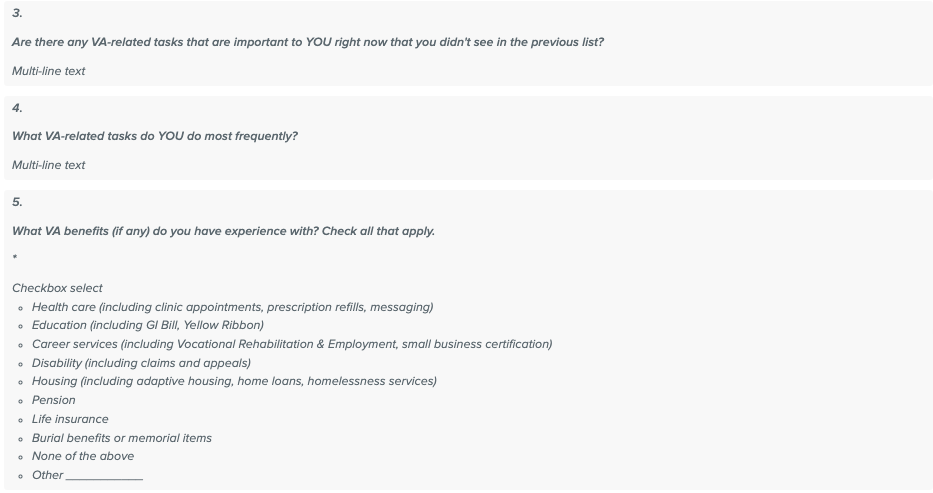 3.
Are there any VA-related tasks that are important to YOU right now that you didn't see in the previous list?
Multi-line text
4.
What VA-related tasks do YOU do most frequently?
Multi-line text
5.
What VA benefits (if any) do you have experience with? Check all that apply.
*
Checkbox select
Health care (including clinic appointments, prescription refills, messaging)
Education (including GI Bill, Yellow Ribbon)
Career services (including Vocational Rehabilitation & Employment, small business certification)
Disability (including claims and appeals)
Housing (including adaptive housing, home loans, homelessness services)
Pension
Life insurance
Burial benefits or memorial items
None of the above
Other ____________